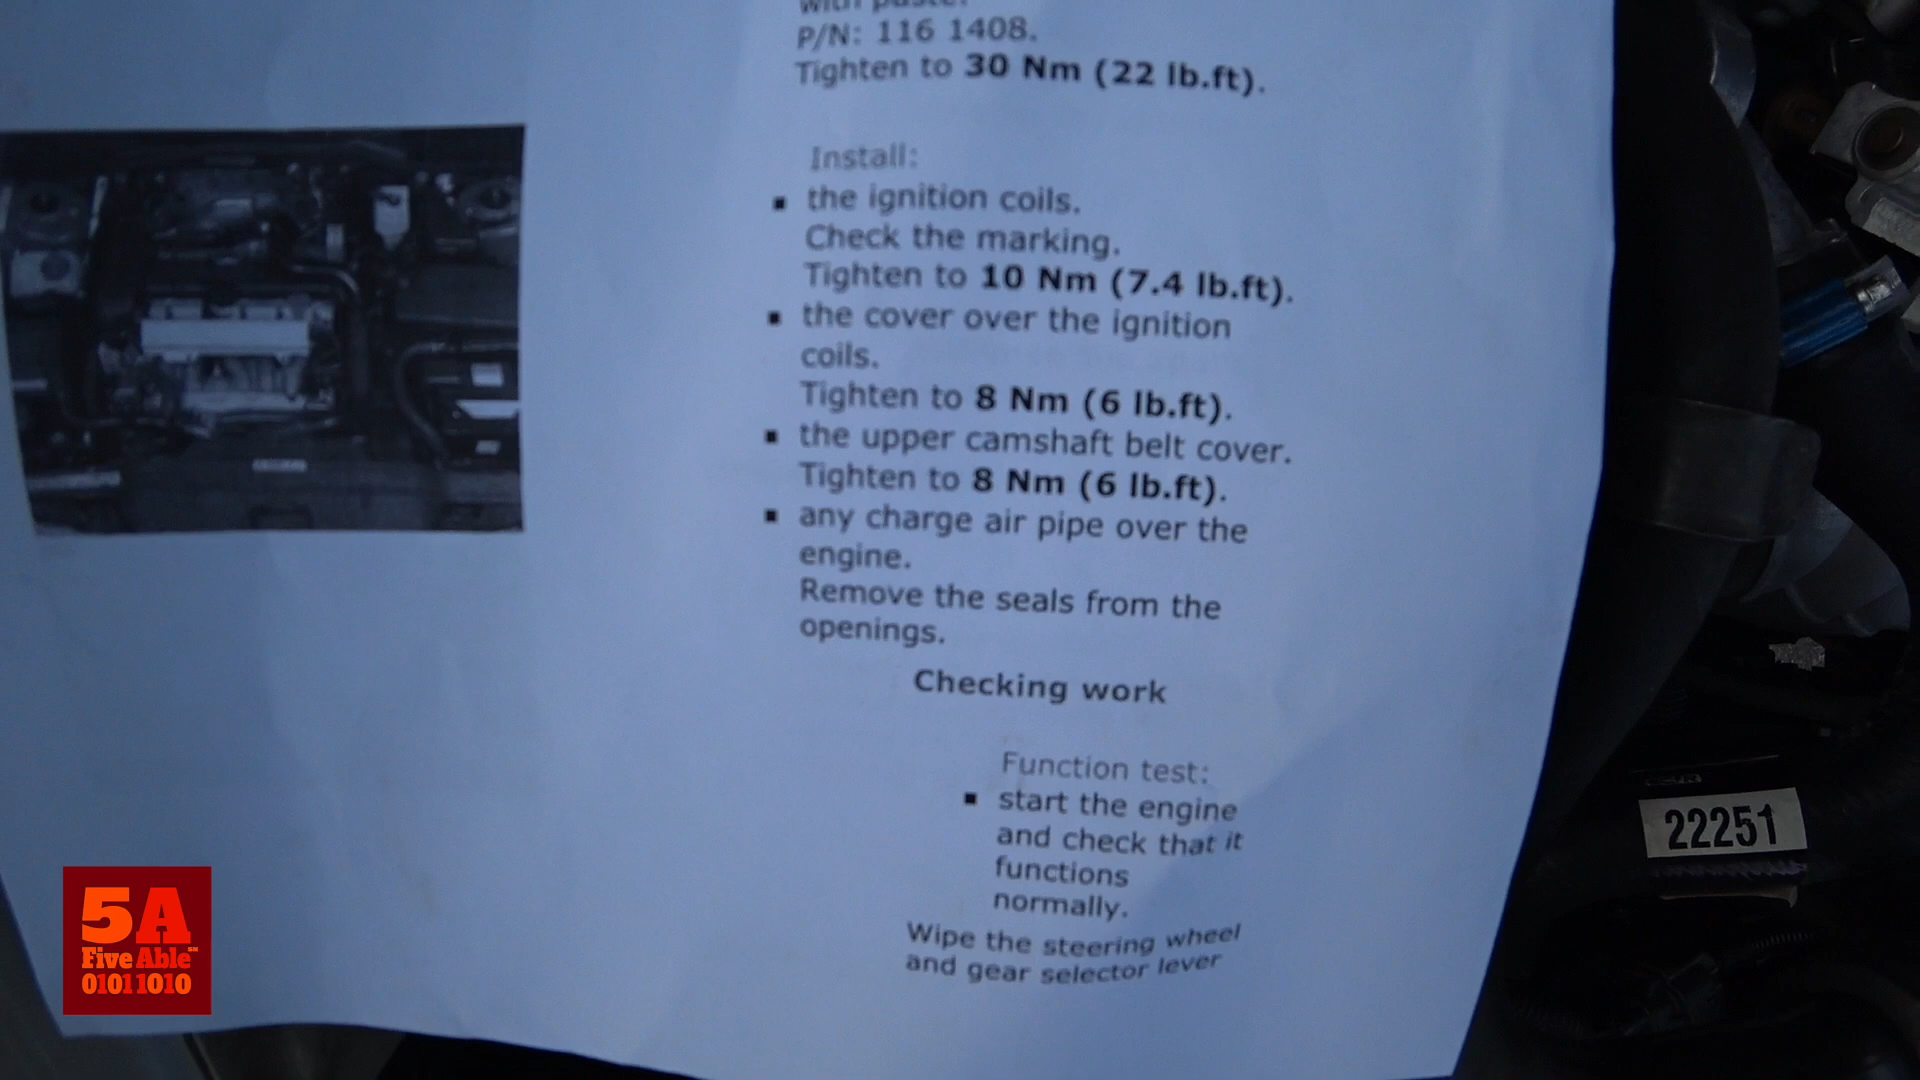 with paste.
P/N: 116 1408.
Tighten to 30 Nm (22 lb.ft).
Install:
▪ the ignition coils.
Check the marking.
Tighten to 10 Nm (7.4 lb.ft).
▪ the cover over the ignition
coils.
Tighten to 8 Nm (6 lb.ft).
▪ the upper camshaft belt cover.
Tighten to 8 Nm (6 lb.ft).
▪ any charge air pipe over the
engine.
Remove the seals from the
openings.
Checking work
Function test:
▪ start the engine
and check that it
functions
normally.
Wipe the steering wheel
and gear selector lever
22251
5A
Five Able™
01011010